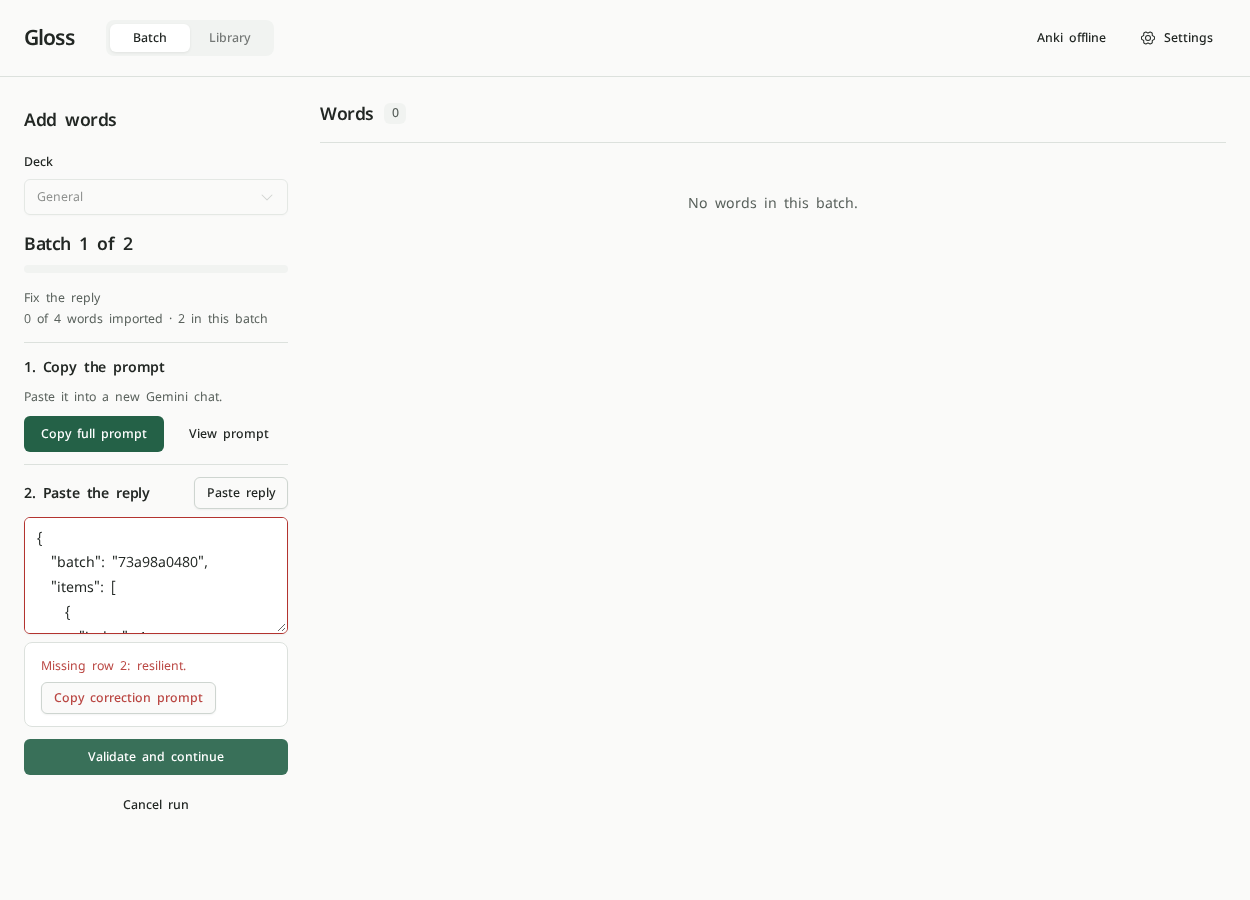 Gloss
Batch
Library
Anki offline
Settings
Add words
Deck
General
Batch 1 of 2
Fix the reply
0 of 4 words imported · 2 in this batch
1. Copy the prompt
Paste it into a new Gemini chat.
Copy full prompt
View prompt
2. Paste the reply
Paste reply
{
"batch": "73a98a0480",
"items": [
{
Missing row 2: resilient.
Copy correction prompt
Validate and continue
Cancel run
Words 0
No words in this batch.